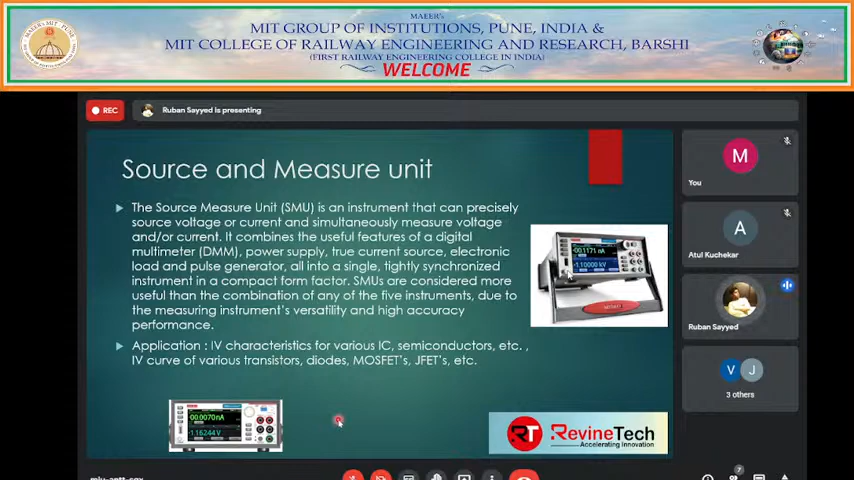 MAEER's
MIT GROUP OF INSTITUTIONS, PUNE, INDIA &
MIT COLLEGE OF RAILWAY ENGINEERING AND RESEARCH, BARSHI
(FIRST RAILWAY ENGINEERING COLLEGE IN INDIA)
WELCOME
REC
Ruban Sayyed is presenting
Source and Measure unit
The Source Measure Unit (SMU) is an instrument that can precisely
source voltage or current and simultaneously measure voltage
and/or current. It combines the useful features of a digital
multimeter (DMM), power supply, true current source, electronic
load and pulse generator, all into a single, tightly synchronized
instrument in a compact form factor. SMUs are considered more
useful than the combination of any of the five instruments, due to
the measuring instrument's versatility and high accuracy
performance.
Application : IV characteristics for various IC, semiconductors, etc. ,
IV curve of various transistors, diodes, MOSFET's, JFET's, etc.
RT RevineTech
Accelerating Innovation
M
You
A
Atul Kuchekar
Ruban Sayyed
V J
3 others
7